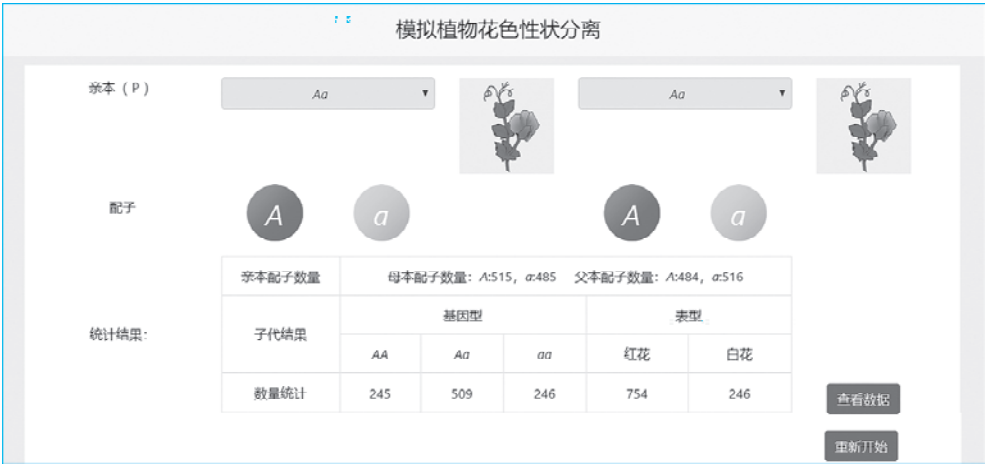 模拟植物花色性状分离
亲本（P） Aa Aa
配子 A a A a
亲本配子数量 母本配子数量：A:515，a:485 父本配子数量：A:484，a:516
统计结果： 子代结果 基因型 表型
AA Aa aa 红花 白花
数量统计 245 509 246 754 246
查看数据
重新开始